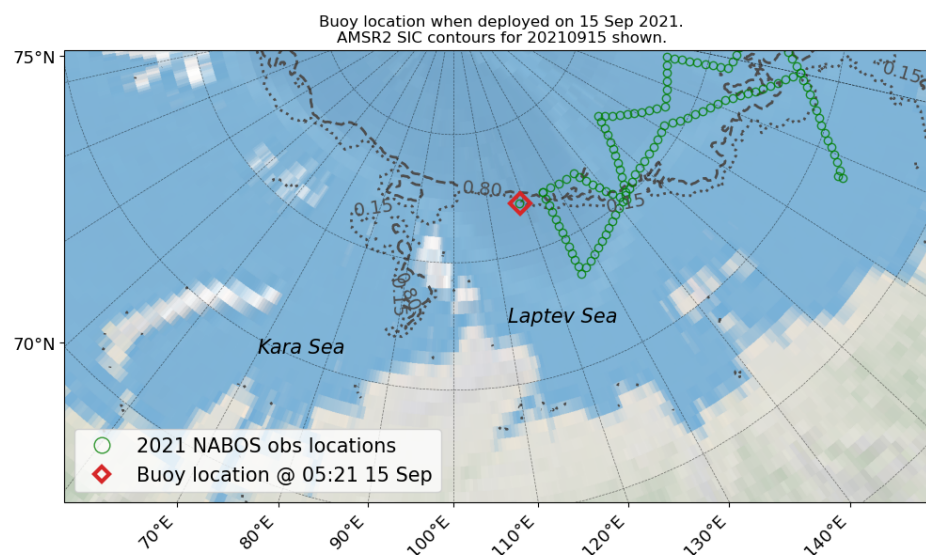 Buoy location when deployed on 15 Sep 2021.
AMSR2 SIC contours for 20210915 shown.
75°N
0.15
0.80
0.15
0.15
0.80
0.15
Laptev Sea
70°N
Kara Sea
2021 NABOS obs locations
Buoy location @ 05:21 15 Sep
70°E
80°E
90°E
100°E
110°E
120°E
130°E
140°E